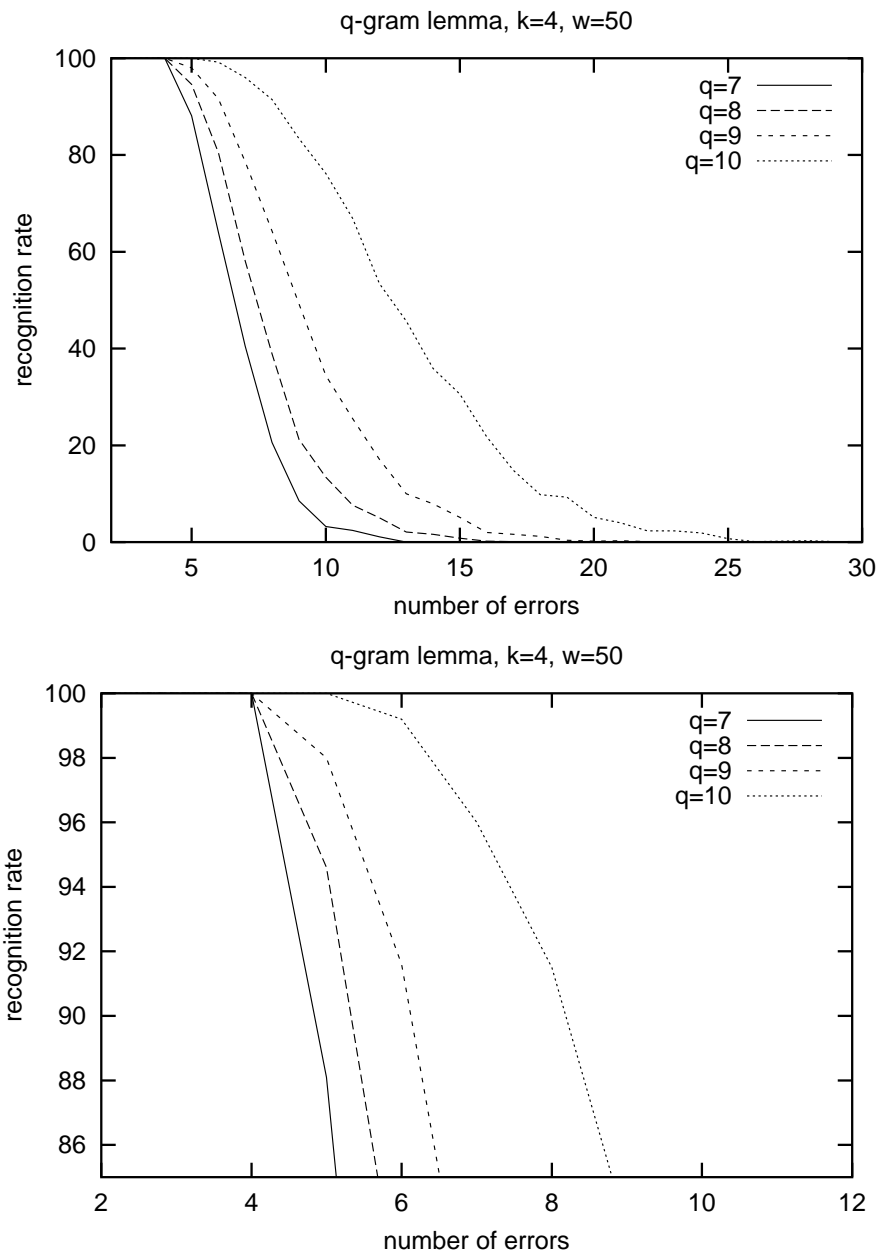 q-gram lemma, k=4, w=50
100
80
60
40
20
0
recognition rate
q=7
q=8
q=9
q=10
5 10 15 20 25 30
number of errors
q-gram lemma, k=4, w=50
100
98
96
94
92
90
88
86
recognition rate
q=7
q=8
q=9
q=10
2 4 6 8 10 12
number of errors